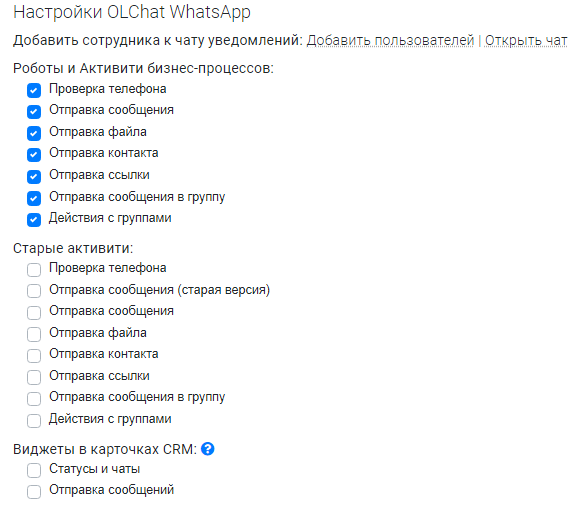 Настройки OLChat WhatsApp
Добавить сотрудника к чату уведомлений: Добавить пользователей | Открыть чат
Роботы и Активити бизнес-процессов:
Проверка телефона
Отправка сообщения
Отправка файла
Отправка контакта
Отправка ссылки
Отправка сообщения в группу
Действия с группами
Старые активити:
Проверка телефона
Отправка сообщения (старая версия)
Отправка сообщения
Отправка файла
Отправка контакта
Отправка ссылки
Отправка сообщения в группу
Действия с группами
Виджеты в карточках CRM: ?
Статусы и чаты
Отправка сообщений